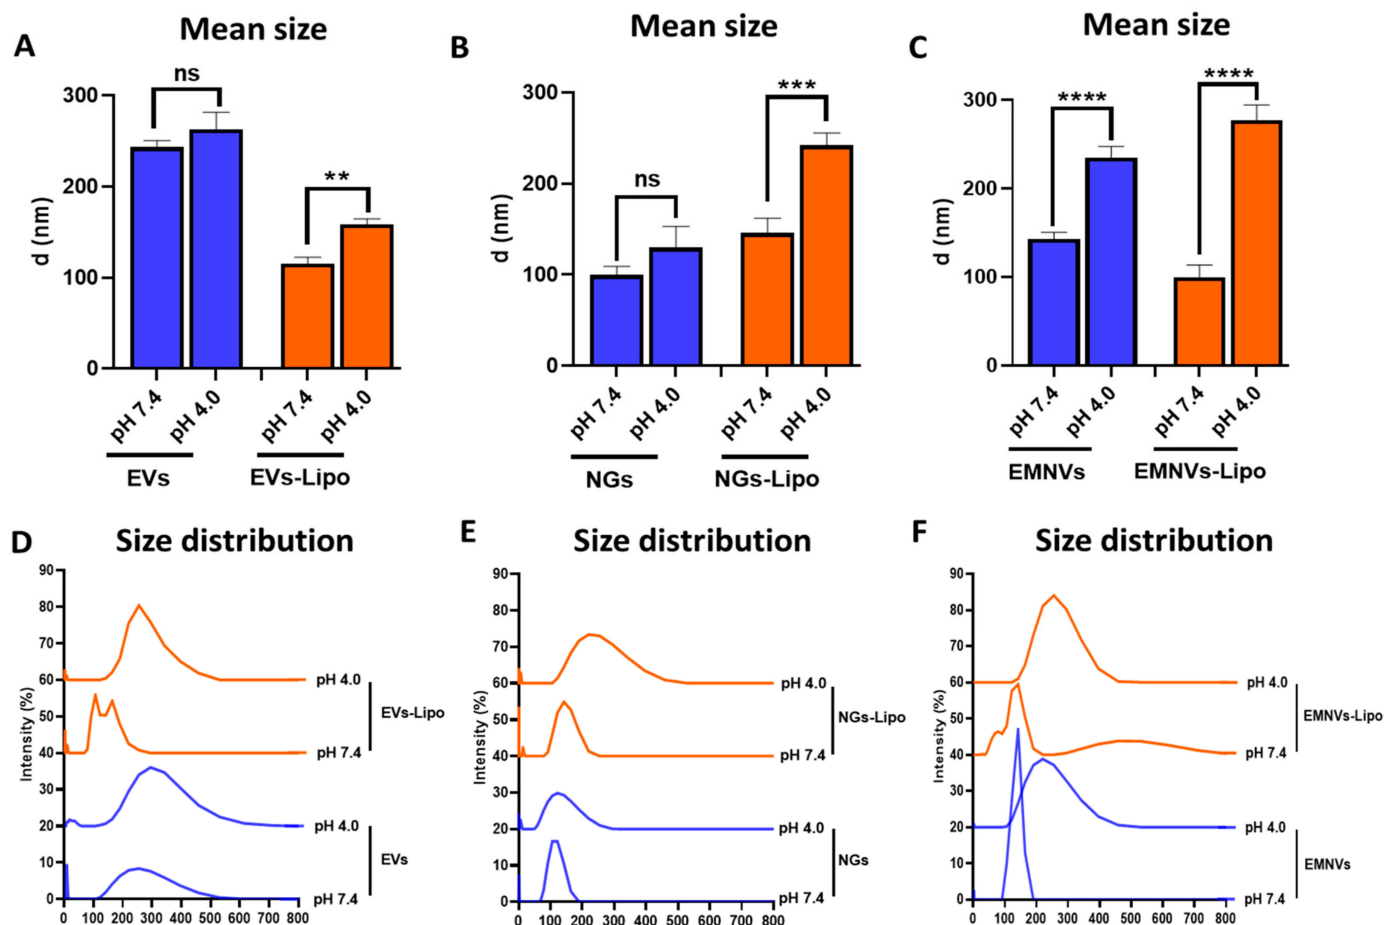 A
Mean size
d (nm)
300
200
100
0
ns
**
pH 7.4
pH 4.0
pH 7.4
pH 4.0
EVs
EVs-Lipo
B
Mean size
d (nm)
300
200
100
0
ns
***
pH 7.4
pH 4.0
pH 7.4
pH 4.0
NGs
NGs-Lipo
C
Mean size
d (nm)
300
200
100
0
****
****
pH 7.4
pH 4.0
pH 7.4
pH 4.0
EMNVs
EMNVs-Lipo
D
Size distribution
Intensity (%)
90
80
70
60
50
40
30
20
10
0
pH 4.0
EVs-Lipo
pH 7.4
pH 4.0
EVs
pH 7.4
0 100 200 300 400 500 600 700 800
E
Size distribution
Intensity (%)
90
80
70
60
50
40
30
20
10
0
pH 4.0
NGs-Lipo
pH 7.4
pH 4.0
NGs
pH 7.4
0 100 200 300 400 500 600 700 800
F
Size distribution
Intensity (%)
90
80
70
60
50
40
30
20
10
0
pH 4.0
EMNVs-Lipo
pH 7.4
pH 4.0
EMNVs
pH 7.4
0 100 200 300 400 500 600 700 800